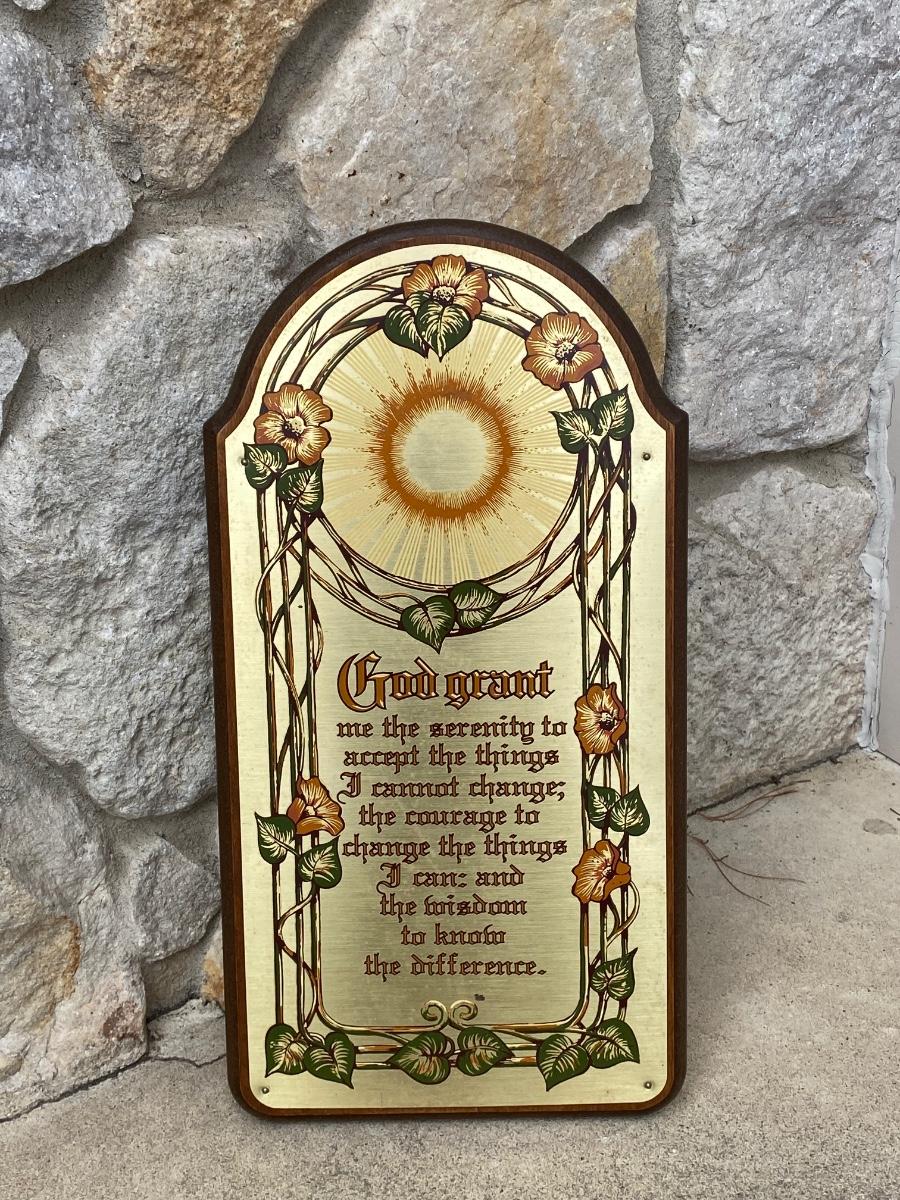 God grant
me the serenity to
accept the things
I cannot change;
the courage to
change the things
I can: and
the wisdom
to know
the difference.